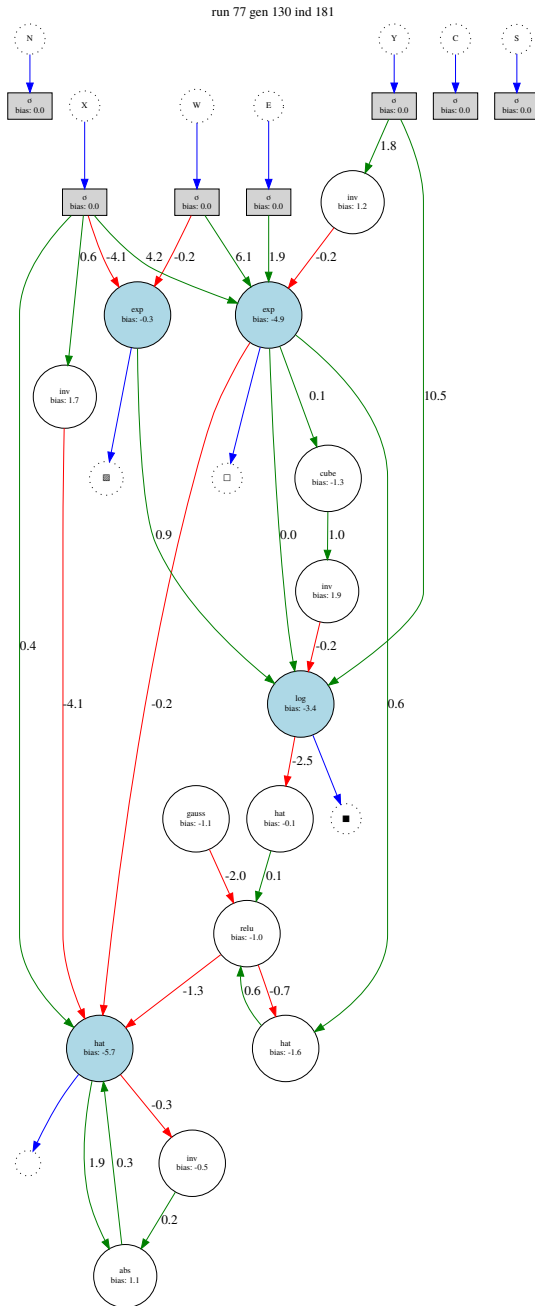 run 77 gen 130 ind 181
N
Y
C
S
σ
bias: 0.0
X
W
E
σ
bias: 0.0
σ
bias: 0.0
σ
bias: 0.0
1.8
inv
bias: 1.2
σ
bias: 0.0
σ
bias: 0.0
σ
bias: 0.0
0.6
-4.1
4.2
-0.2
6.1
1.9
-0.2
exp
bias: -0.3
exp
bias: -4.9
inv
bias: 1.7
0.1
10.5
▨
□
cube
bias: -1.3
0.9
0.0
1.0
inv
bias: 1.9
0.4
-4.1
-0.2
-0.2
0.6
log
bias: -3.4
-2.5
gauss
bias: -1.1
hat
bias: -0.1
■
-2.0
0.1
relu
bias: -1.0
-1.3
0.6
-0.7
hat
bias: -5.7
hat
bias: -1.6
-0.3
1.9
0.3
inv
bias: -0.5
0.2
abs
bias: 1.1